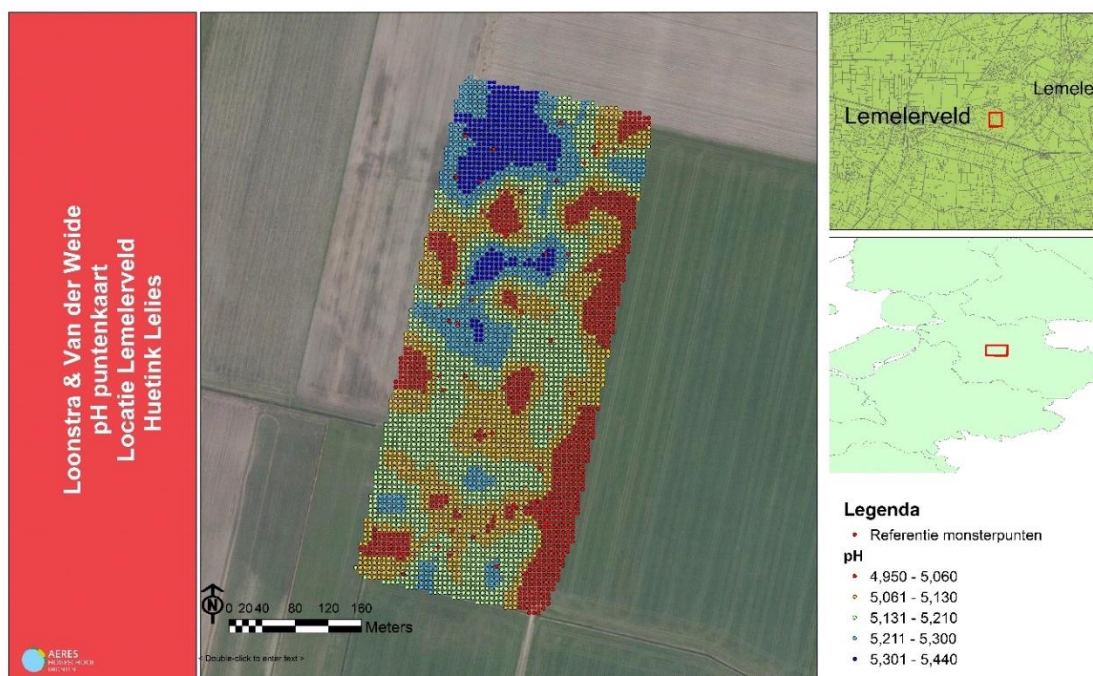 Loonstra & Van der Weide
pH puntenkaart
Locatie Lemelerveld
Huetink Lelies
AERES
HOGESCHOOL
DRONTEN
N
0 20 40 80 120 160
Meters
< Double-click to enter text >
Lemelerveld
Lemele
Legenda
Referentie monsterpunten
pH
4,950 - 5,060
5,061 - 5,130
5,131 - 5,210
5,211 - 5,300
5,301 - 5,440